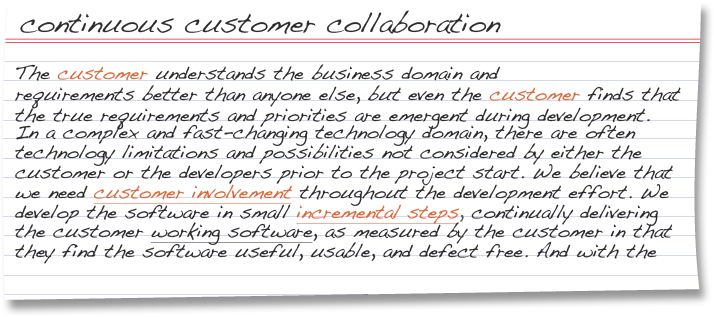 continuous customer collaboration
The customer understands the business domain and
requirements better than anyone else, but even the customer finds that
the true requirements and priorities are emergent during development.
In a complex and fast-changing technology domain, there are often
technology limitations and possibilities not considered by either the
customer or the developers prior to the project start. We believe that
we need customer involvement throughout the development effort. We
develop the software in small incremental steps, continually delivering
the customer working software, as measured by the customer in that
they find the software useful, usable, and defect free. And with the